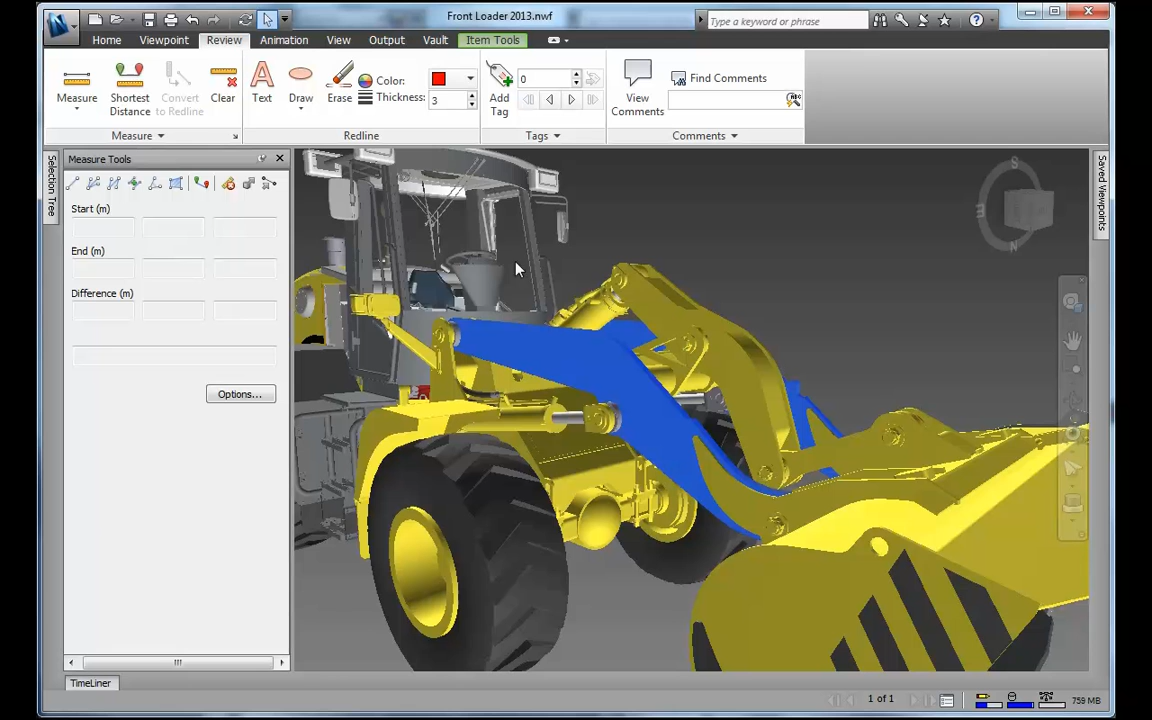 Front Loader 2013.nwf
Type a keyword or phrase
Home Viewpoint Review Animation View Output Vault Item Tools
Measure
Shortest Distance
Convert to Redline
Clear
Text
Draw
Erase
Color:
Thickness: 3
Add Tag
0
View Comments
Find Comments
Measure
Redline
Tags
Comments
Selection Tree
Measure Tools
Start (m)
End (m)
Difference (m)
Options...
Saved Viewpoints
S
N
TimeLiner
1 of 1
759 MB